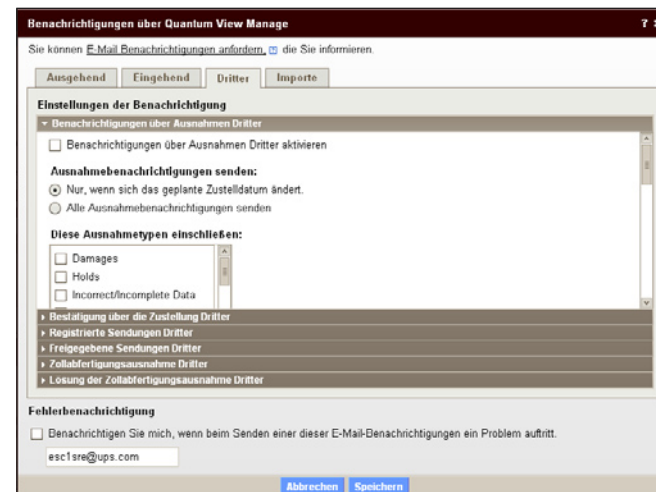 Benachrichtigungen über Quantum View Manage ?
Sie können E-Mail Benachrichtigungen anfordern, die Sie informieren.
Ausgehend Eingehend Dritter Importe
Einstellungen der Benachrichtigung
Benachrichtigungen über Ausnahmen Dritter
Benachrichtigungen über Ausnahmen Dritter aktivieren
Ausnahmebenachrichtigungen senden:
Nur, wenn sich das geplante Zustelldatum ändert.
Alle Ausnahmebenachrichtigungen senden
Diese Ausnahmetypen einschließen:
Damages
Holds
Incorrect/Incomplete Data
Bestätigung über die Zustellung Dritter
Registrierte Sendungen Dritter
Freigegebene Sendungen Dritter
Zollabfertigungsausnahme Dritter
Lösung der Zollabfertigungsausnahme Dritter
Fehlerbenachrichtigung
Benachrichtigen Sie mich, wenn beim Senden einer dieser E-Mail-Benachrichtigungen ein Problem auftritt.
esc1sre@ups.com
Abbrechen Speichern